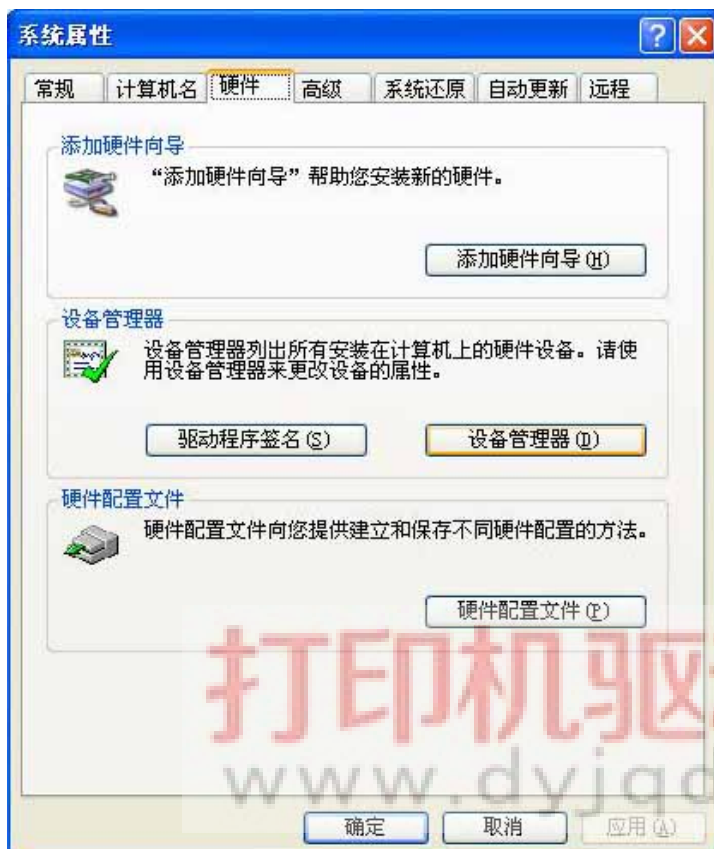 系统属性
常规 计算机名 硬件 高级 系统还原 自动更新 远程
添加硬件向导
“添加硬件向导”帮助您安装新的硬件。
添加硬件向导(H)
设备管理器
设备管理器列出所有安装在计算机上的硬件设备。请使
用设备管理器来更改设备的属性。
驱动程序签名(S) 设备管理器(D)
硬件配置文件
硬件配置文件向您提供建立和保存不同硬件配置的方法。
硬件配置文件(P)
打印机驱
www.dyjqd
确定 取消 应用(A)